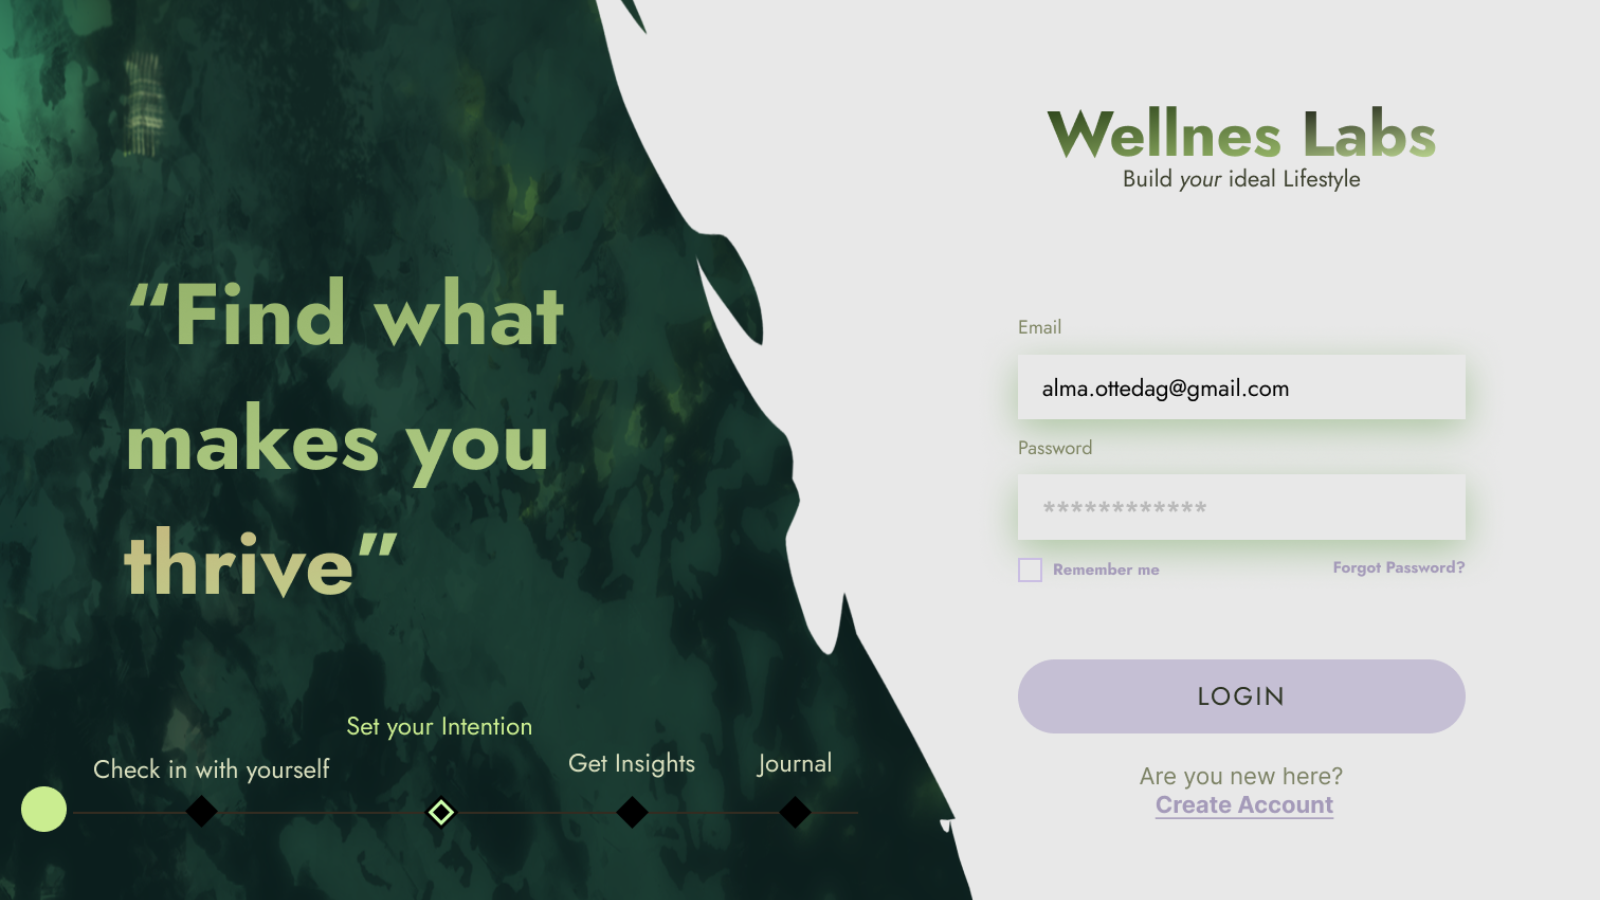 “Find what
makes you
thrive”
Set your Intention
Check in with yourself
Get Insights
Journal
Wellnes Labs
Build your ideal Lifestyle
Email
alma.ottedag@gmail.com
Password
************
Remember me
Forgot Password?
LOGIN
Are you new here?
Create Account